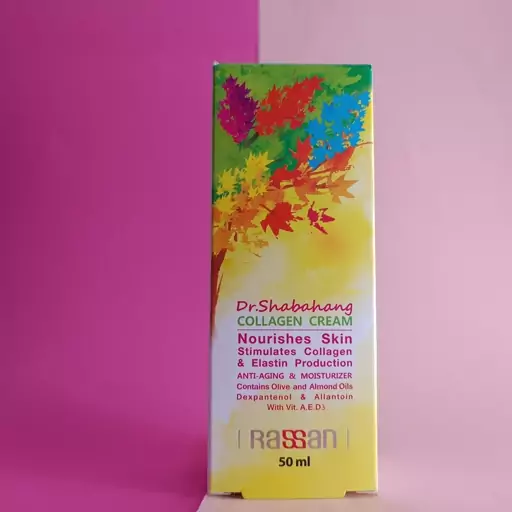 Dr.Shabahang
COLLAGEN CREAM
Nourishes Skin
Stimulates Collagen
& Elastin Production
ANTI-AGING & MOISTURIZER
Contains Olive and Almond Oils
Dexpantenol & Allantoin
With Vit. A.E.D3
Rassan
50 ml